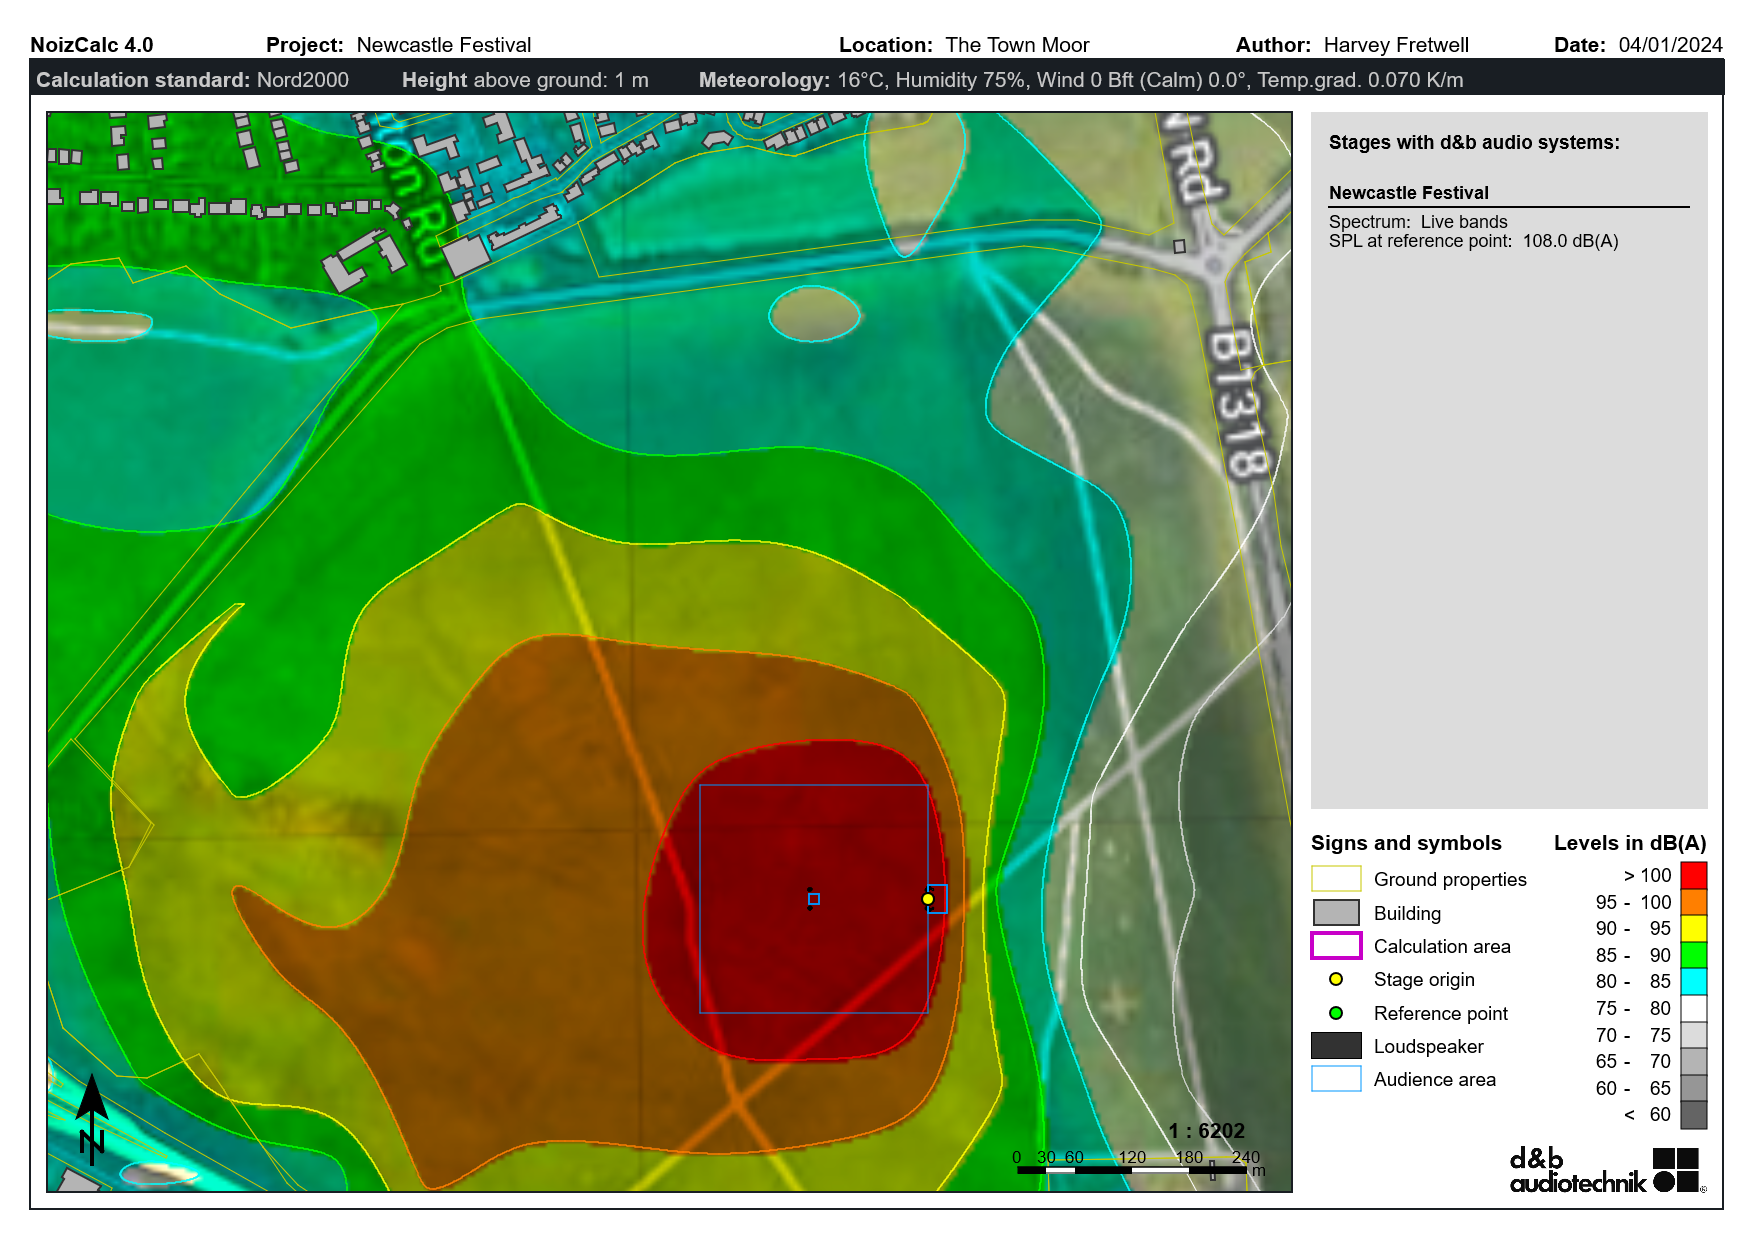 NoizCalc 4.0 Project: Newcastle Festival Location: The Town Moor Author: Harvey Fretwell Date: 04/01/2024
Calculation standard: Nord2000 Height above ground: 1 m Meteorology: 16°C, Humidity 75%, Wind 0 Bft (Calm) 0.0°, Temp.grad. 0.070 K/m
Stages with d&b audio systems:
Newcastle Festival
Spectrum: Live bands
SPL at reference point: 108.0 dB(A)
Rd
B1318
Signs and symbols
Ground properties
Building
Calculation area
Stage origin
Reference point
Loudspeaker
Audience area
Levels in dB(A)
> 100
95 - 100
90 - 95
85 - 90
80 - 85
75 - 80
70 - 75
65 - 70
60 - 65
< 60
N
1 : 6202
0 30 60 120 180 240 m
d&b
audiotechnik ®